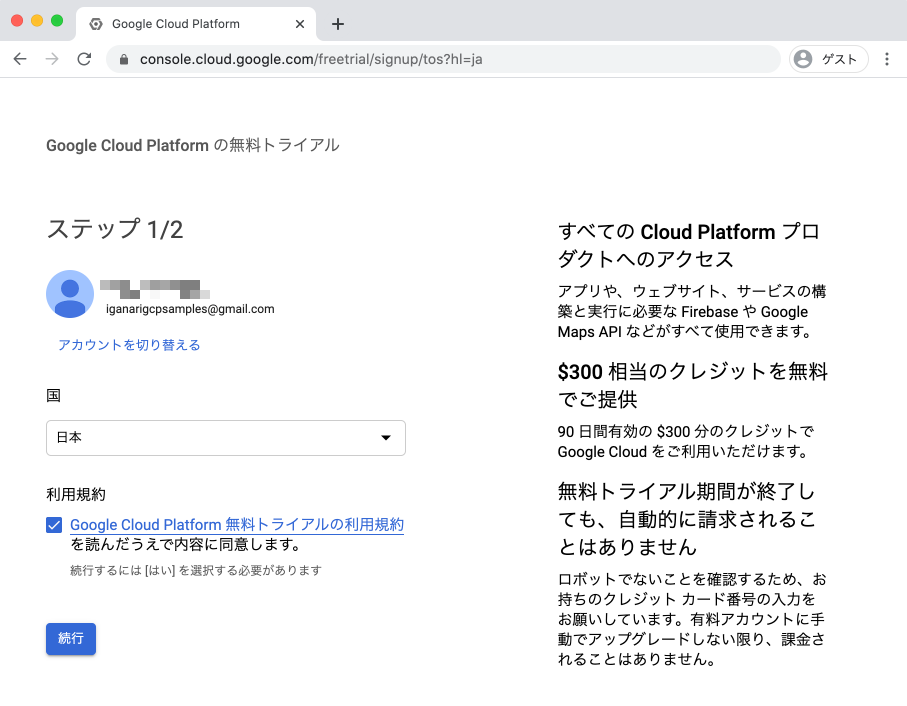 Google Cloud Platform
console.cloud.google.com/freetrial/signup/tos?hl=ja
ゲスト
Google Cloud Platform の無料トライアル
ステップ 1/2
iganarigcpsamples@gmail.com
アカウントを切り替える
国
日本
利用規約
Google Cloud Platform 無料トライアルの利用規約
を読んだうえで内容に同意します。
続行するには [はい] を選択する必要があります
続行
すべての Cloud Platform プロ
ダクトへのアクセス
アプリや、ウェブサイト、サービスの構
築と実行に必要な Firebase や Google
Maps API などがすべて使用できます。
$300 相当のクレジットを無料
でご提供
90 日間有効の $300 分のクレジットで
Google Cloud をご利用いただけます。
無料トライアル期間が終了し
ても、自動的に請求されるこ
とはありません
ロボットでないことを確認するため、お
持ちのクレジット カード番号の入力を
お願いしています。有料アカウントに手
動でアップグレードしない限り、課金さ
れることはありません。